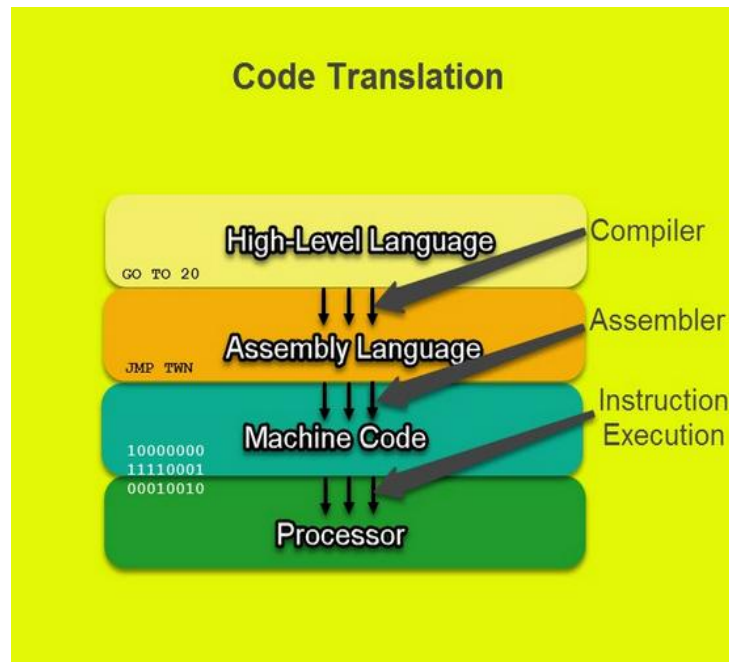 Code Translation
High-Level Language
GO TO 20
Compiler
Assembly Language
JMP TWN
Assembler
Machine Code
10000000
11110001
00010010
Instruction
Execution
Processor